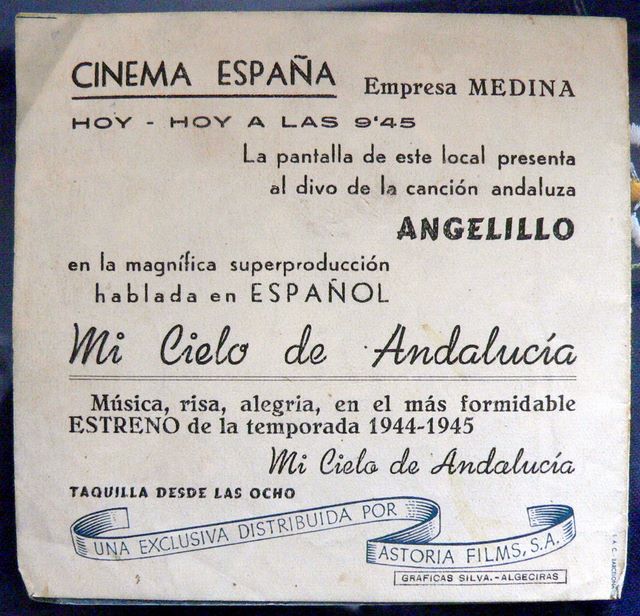 CINEMA ESPAÑA Empresa MEDINA
HOY - HOY A LAS 9'45
La pantalla de este local presenta
al divo de la canción andaluza
ANGELILLO
en la magnífica superproducción
hablada en ESPAÑOL
Mi Cielo de Andalucía
Música, risa, alegria, en el más formidable
ESTRENO de la temporada 1944-1945
Mi Cielo de Andalucía
TAQUILLA DESDE LAS OCHO
UNA EXCLUSIVA DISTRIBUIDA POR
ASTORIA FILMS, S.A.
GRAFICAS SILVA.-ALGECIRAS